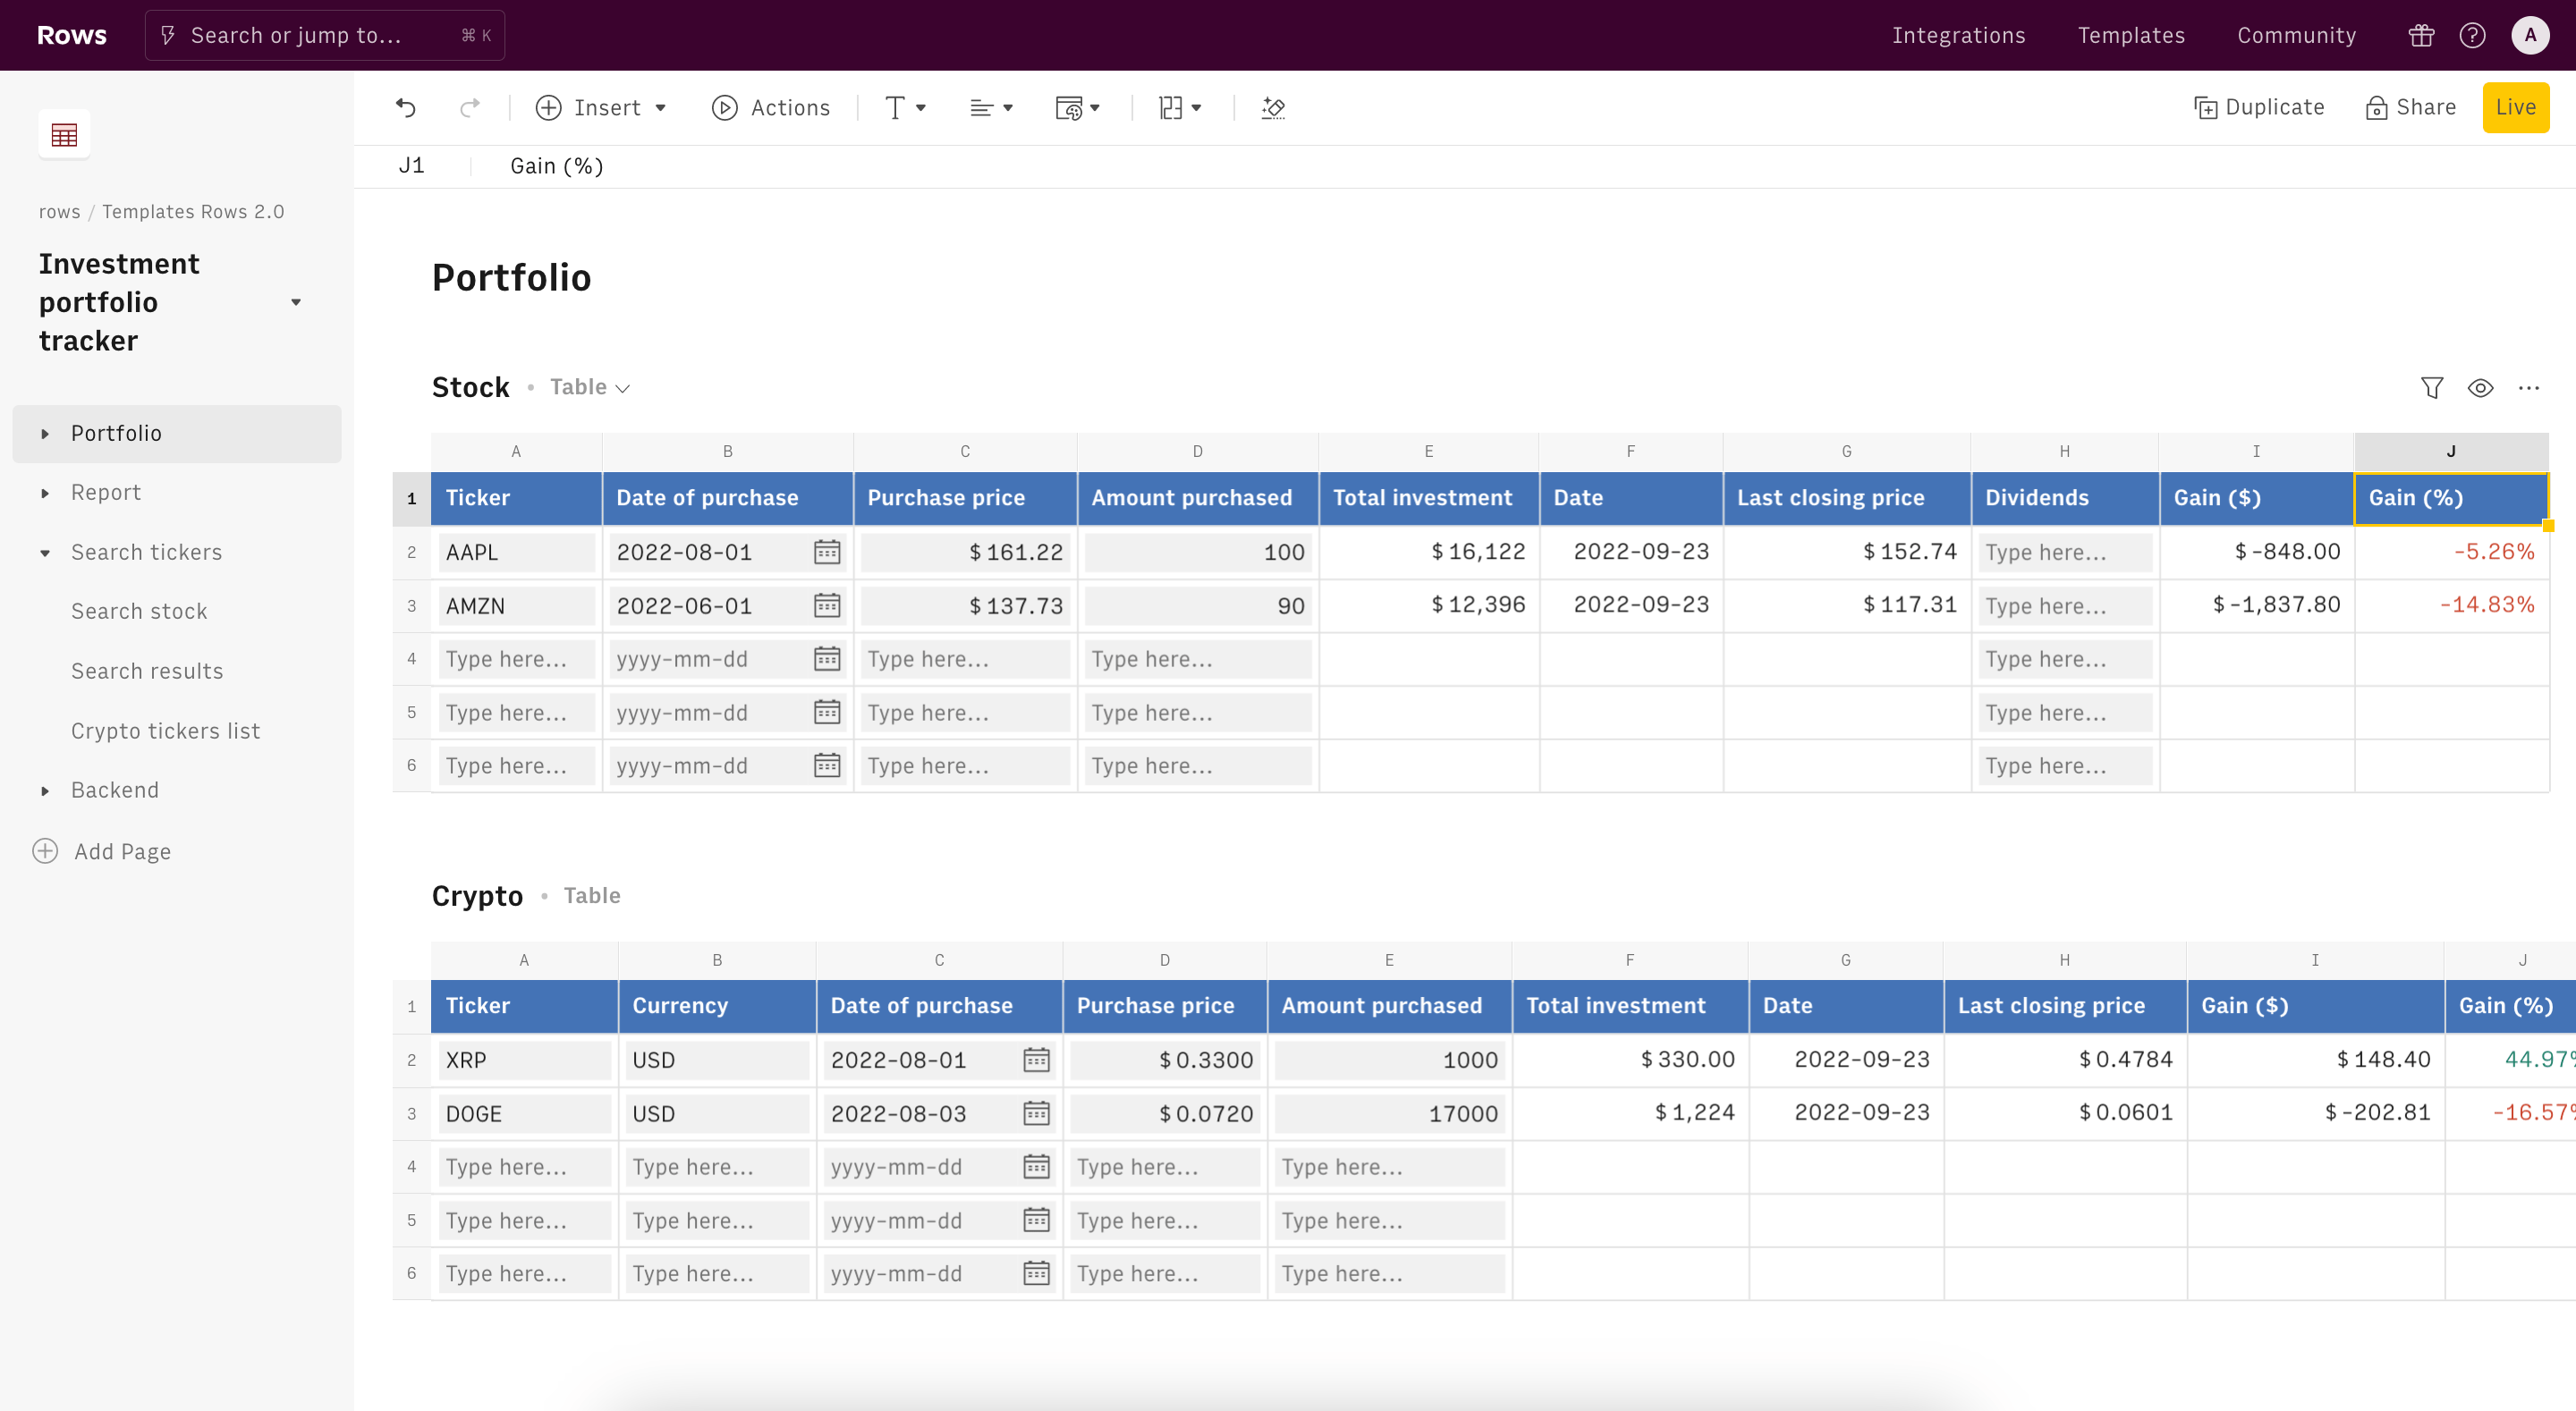 Rows
Search or jump to...
⌘ K
Integrations
Templates
Community
A
Insert
Actions
Duplicate
Share
Live
J1
Gain (%)
rows / Templates Rows 2.0
Investment
portfolio
tracker
Portfolio
Report
Search tickers
Search stock
Search results
Crypto tickers list
Backend
Add Page
Portfolio
Stock • Table
A B C D E F G H I J
1 Ticker Date of purchase Purchase price Amount purchased Total investment Date Last closing price Dividends Gain ($) Gain (%)
2 AAPL 2022-08-01 $ 161.22 100 $ 16,122 2022-09-23 $ 152.74 Type here... $ -848.00 -5.26%
3 AMZN 2022-06-01 $ 137.73 90 $ 12,396 2022-09-23 $ 117.31 Type here... $ -1,837.80 -14.83%
4 Type here... yyyy-mm-dd Type here... Type here... Type here...
5 Type here... yyyy-mm-dd Type here... Type here... Type here...
6 Type here... yyyy-mm-dd Type here... Type here... Type here...
Crypto • Table
A B C D E F G H I J
1 Ticker Currency Date of purchase Purchase price Amount purchased Total investment Date Last closing price Gain ($) Gain (%)
2 XRP USD 2022-08-01 $ 0.3300 1000 $ 330.00 2022-09-23 $ 0.4784 $ 148.40 44.97%
3 DOGE USD 2022-08-03 $ 0.0720 17000 $ 1,224 2022-09-23 $ 0.0601 $ -202.81 -16.57%
4 Type here... Type here... yyyy-mm-dd Type here... Type here...
5 Type here... Type here... yyyy-mm-dd Type here... Type here...
6 Type here... Type here... yyyy-mm-dd Type here... Type here...